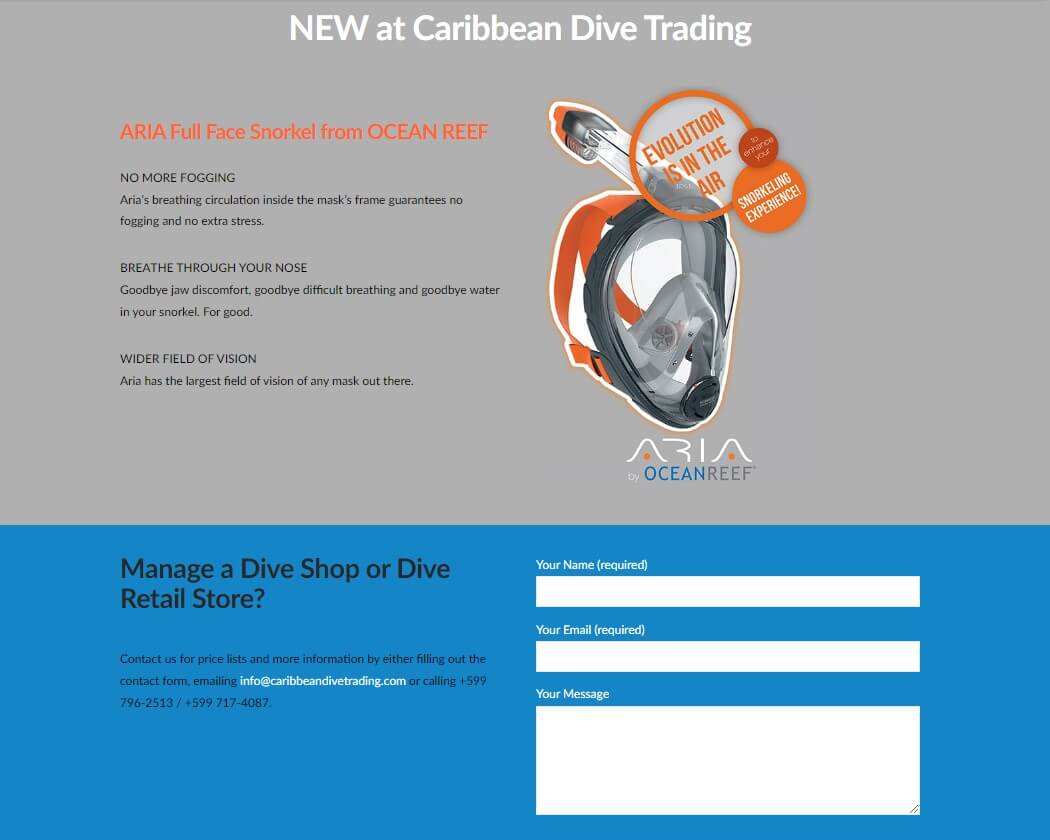 NEW at Caribbean Dive Trading
ARIA Full Face Snorkel from OCEAN REEF
NO MORE FOGGING
Aria's breathing circulation inside the mask's frame guarantees no
fogging and no extra stress.
BREATHE THROUGH YOUR NOSE
Goodbye jaw discomfort, goodbye difficult breathing and goodbye water
in your snorkel. For good.
WIDER FIELD OF VISION
Aria has the largest field of vision of any mask out there.
EVOLUTION
IS IN THE
AIR
to
enhance
your
SNORKELING
EXPERIENCE!
ARIA
by OCEANREEF
Manage a Dive Shop or Dive
Retail Store?
Contact us for price lists and more information by either filling out the
contact form, emailing info@caribbeandivetrading.com or calling +599
796-2513 / +599 717-4087.
Your Name (required)
Your Email (required)
Your Message